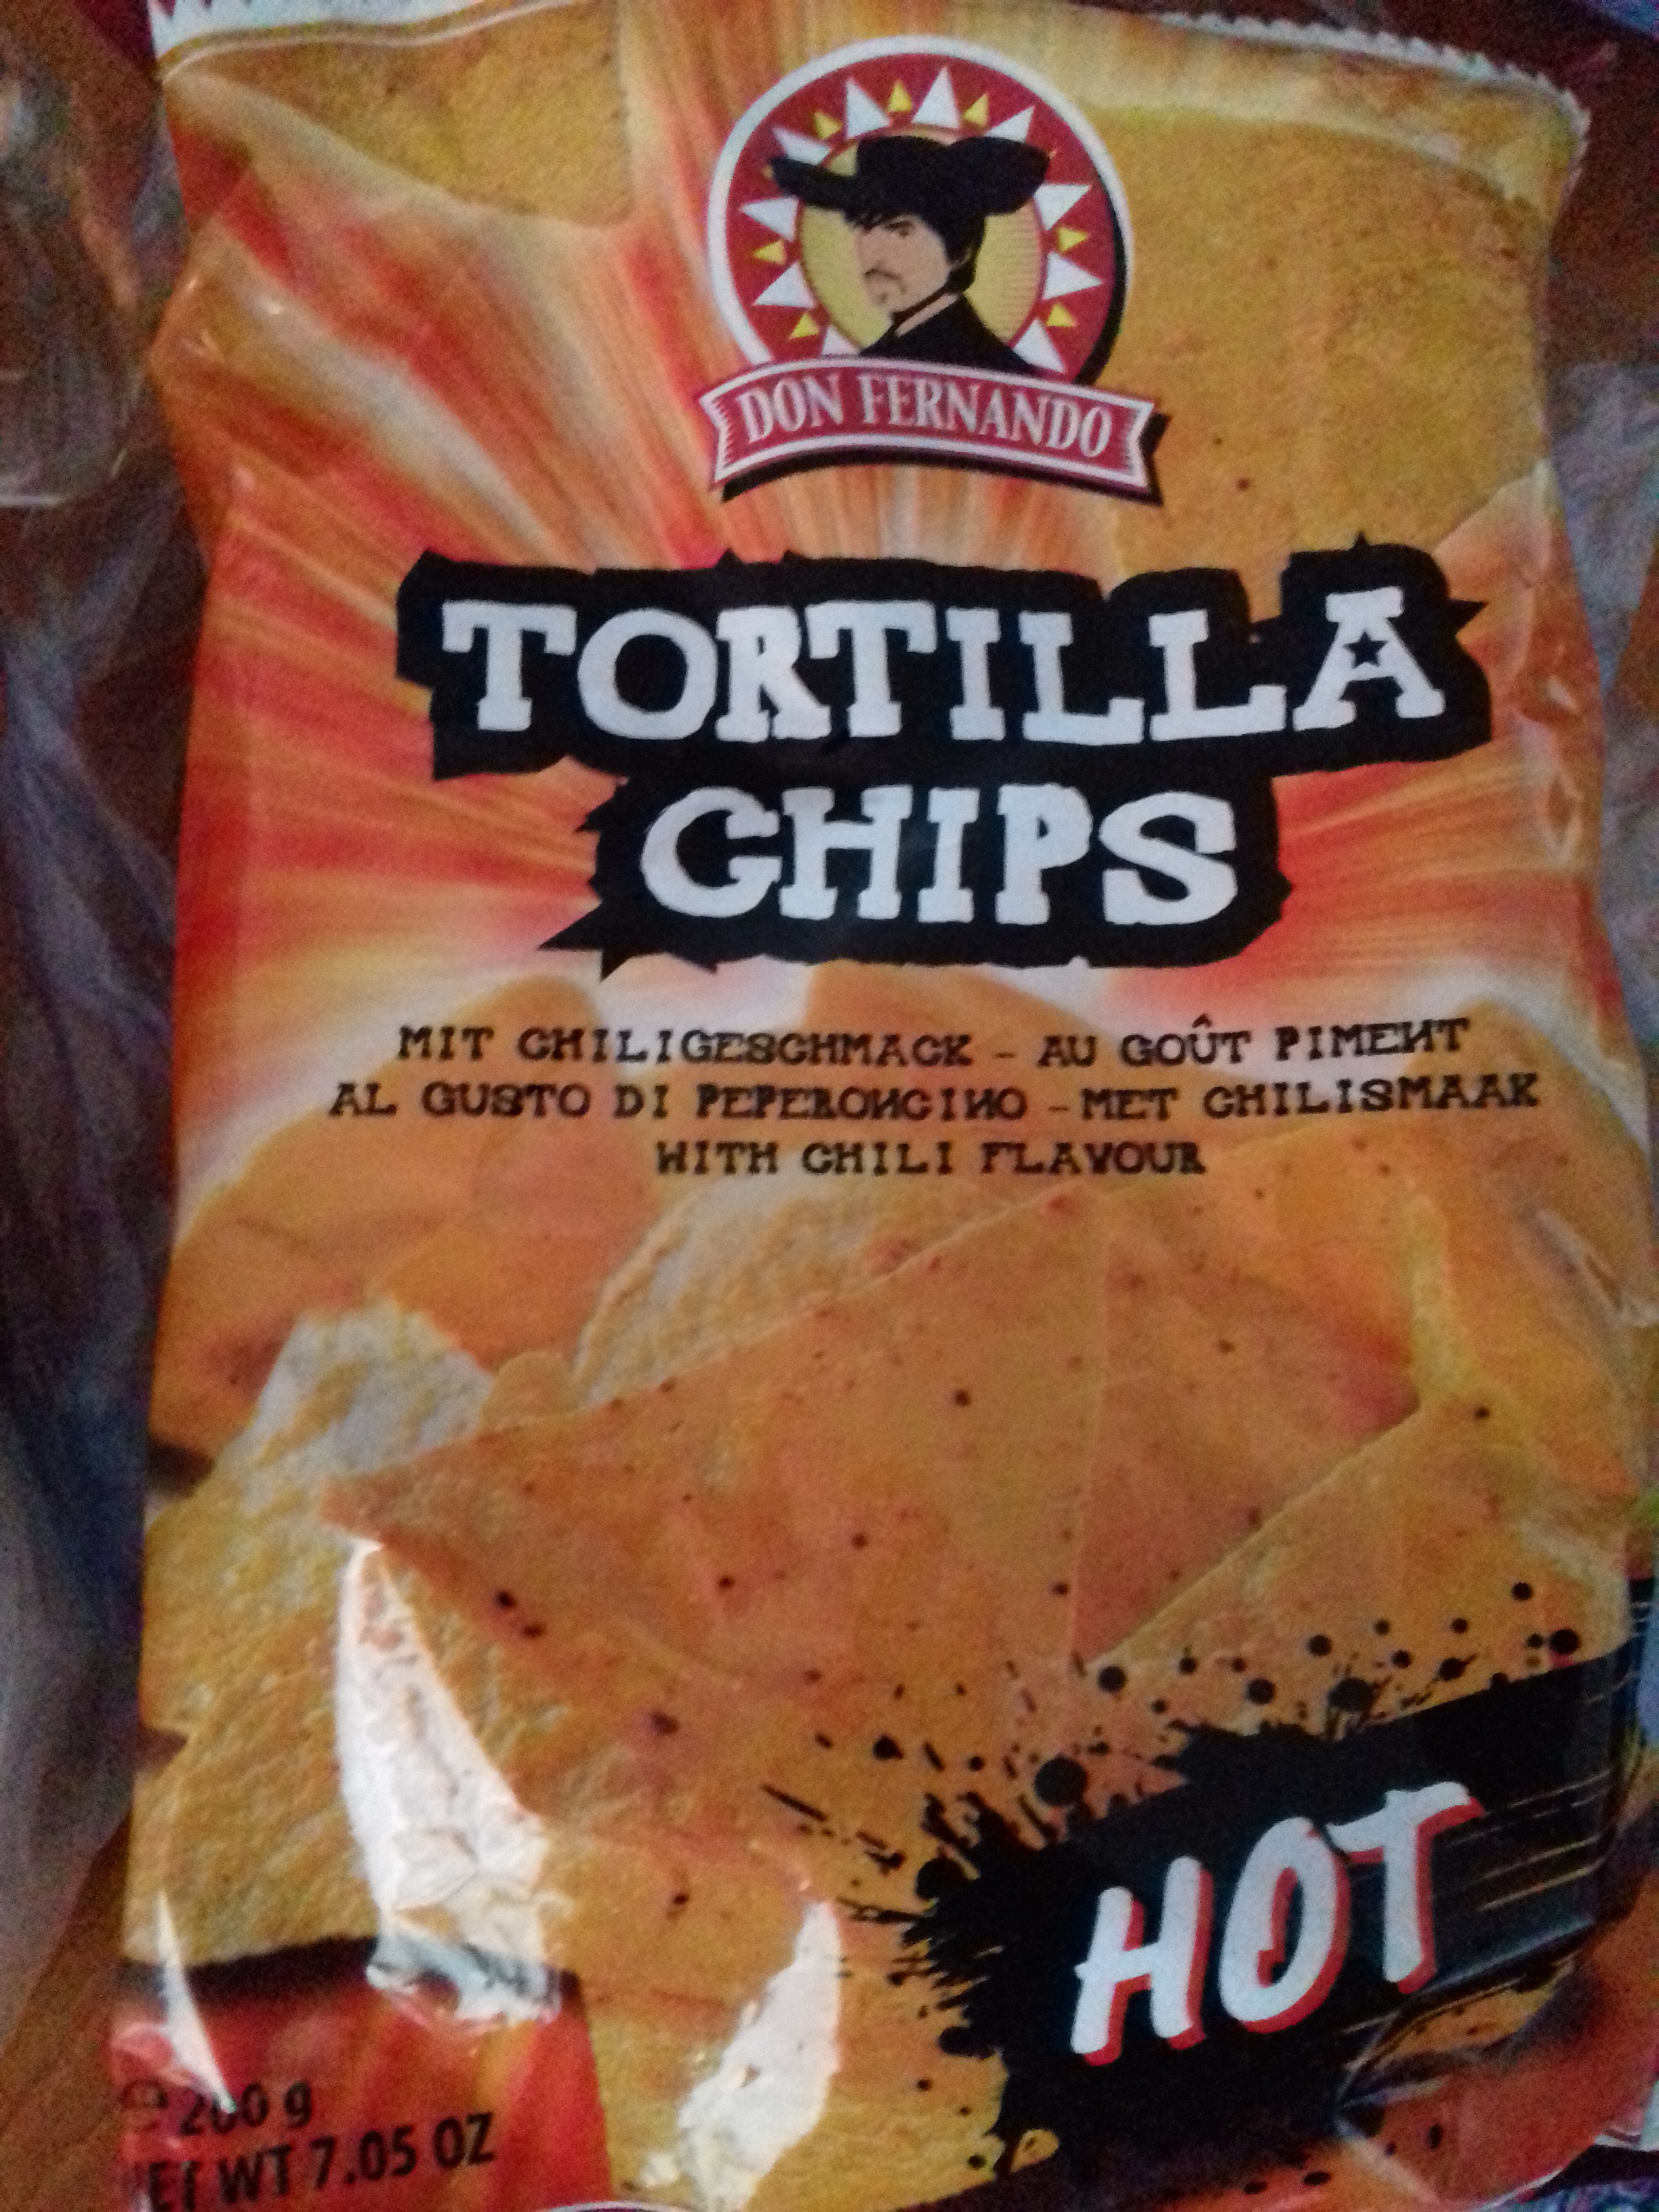 DON FERNANDO
TORTILLA
CHIPS
MIT CHILIGESCHMACK - AU GOÛT PIMENT
AL GUSTO DI PEPERONCINO - MET CHILISMAAK
WITH CHILI FLAVOUR
HOT
℮ 200 g
NET WT 7.05 OZ